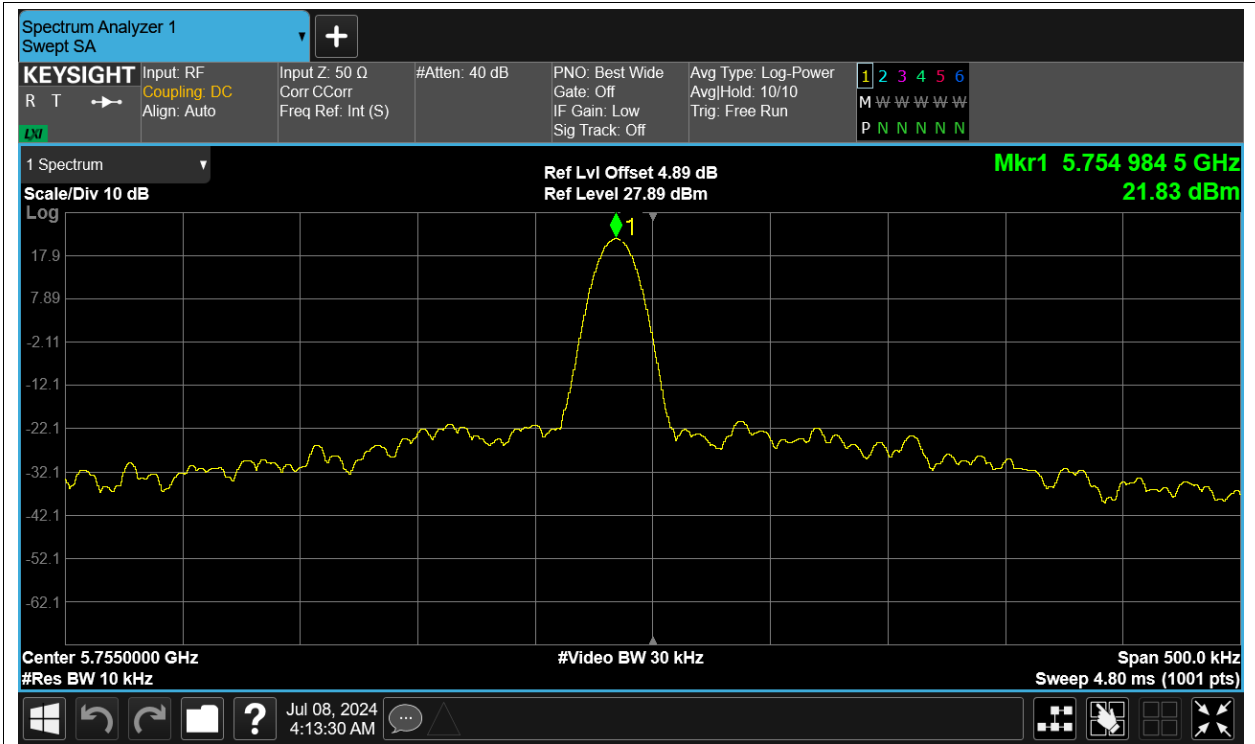 Spectrum Analyzer 1
Swept SA
KEYSIGHT
R T
LXI
Input: RF
Coupling: DC
Align: Auto
Input Z: 50 Ω
Corr CCorr
Freq Ref: Int (S)
#Atten: 40 dB
PNO: Best Wide
Gate: Off
IF Gain: Low
Sig Track: Off
Avg Type: Log-Power
Avg|Hold: 10/10
Trig: Free Run
1 2 3 4 5 6
M W W W W W
P N N N N N
1 Spectrum
Scale/Div 10 dB
Log
Ref Lvl Offset 4.89 dB
Ref Level 27.89 dBm
Mkr1 5.754 984 5 GHz
21.83 dBm
1
17.9
7.89
-2.11
-12.1
-22.1
-32.1
-42.1
-52.1
-62.1
Center 5.7550000 GHz
#Video BW 30 kHz
Span 500.0 kHz
#Res BW 10 kHz
Sweep 4.80 ms (1001 pts)
?
Jul 08, 2024
4:13:30 AM